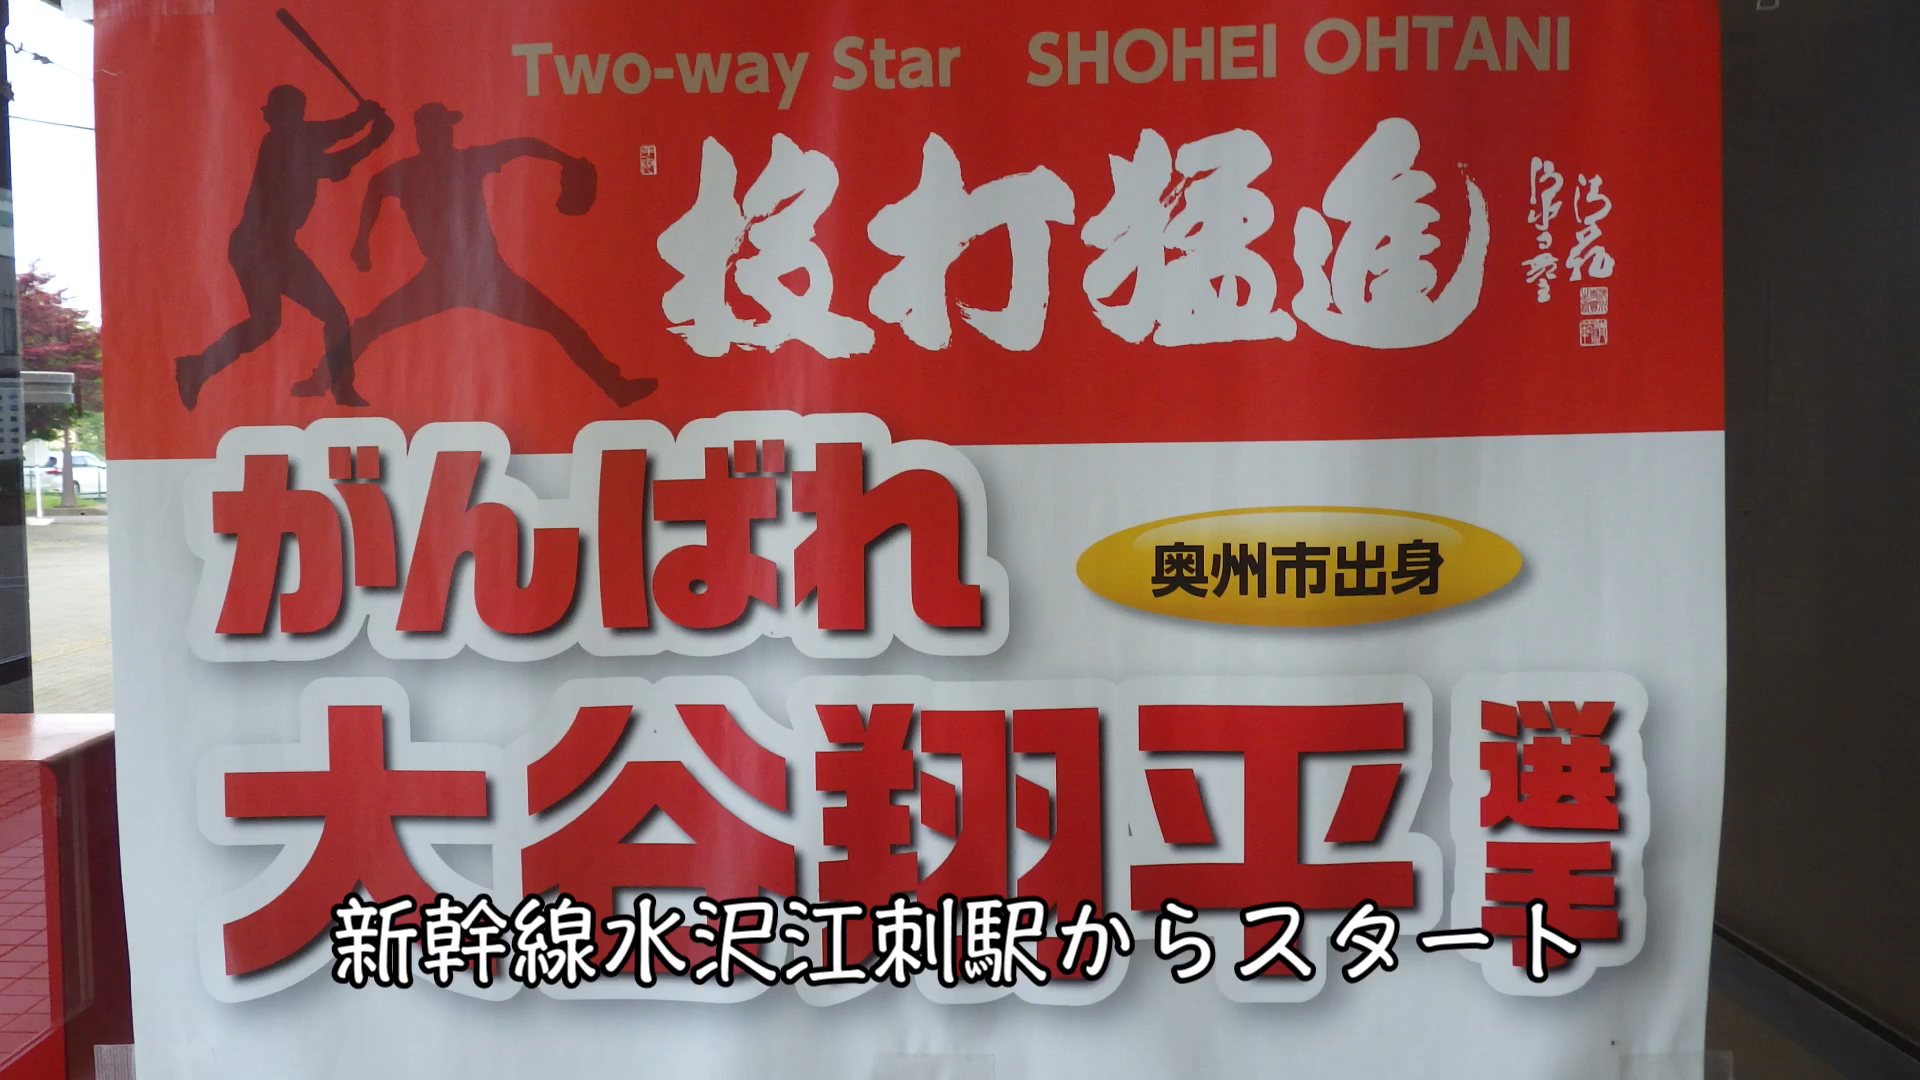 Two-way Star SHOHEI OHTANI
投打猛進
がんばれ
奥州市出身
大谷翔平選手
新幹線水沢江刺駅からスタート